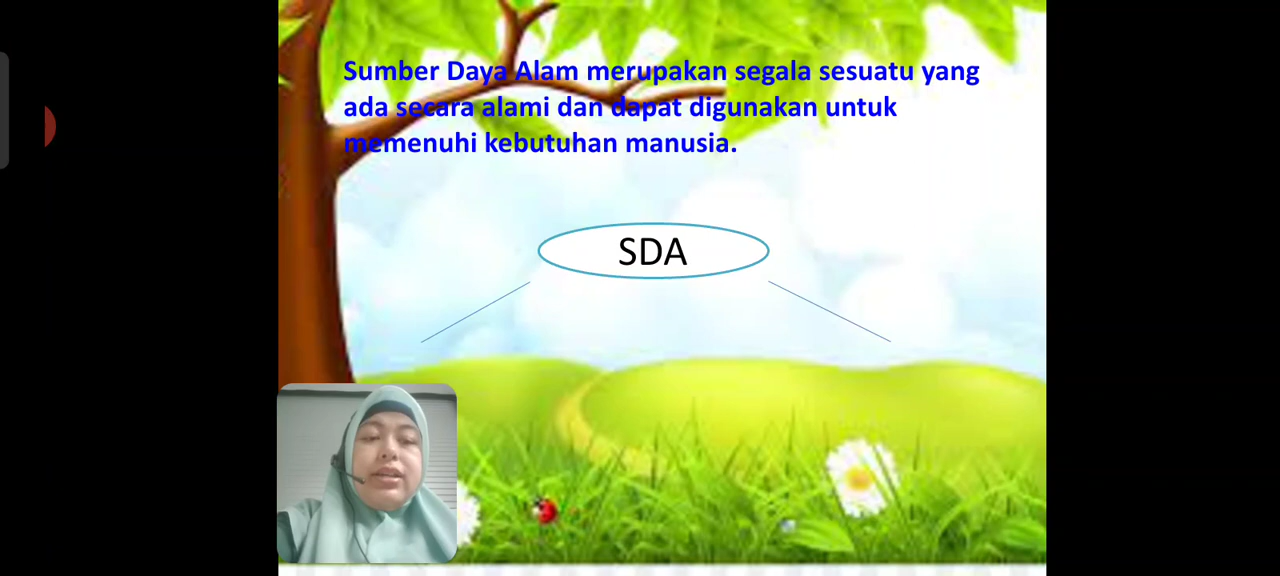 Sumber Daya Alam merupakan segala sesuatu yang
ada secara alami dan dapat digunakan untuk
memenuhi kebutuhan manusia.
SDA